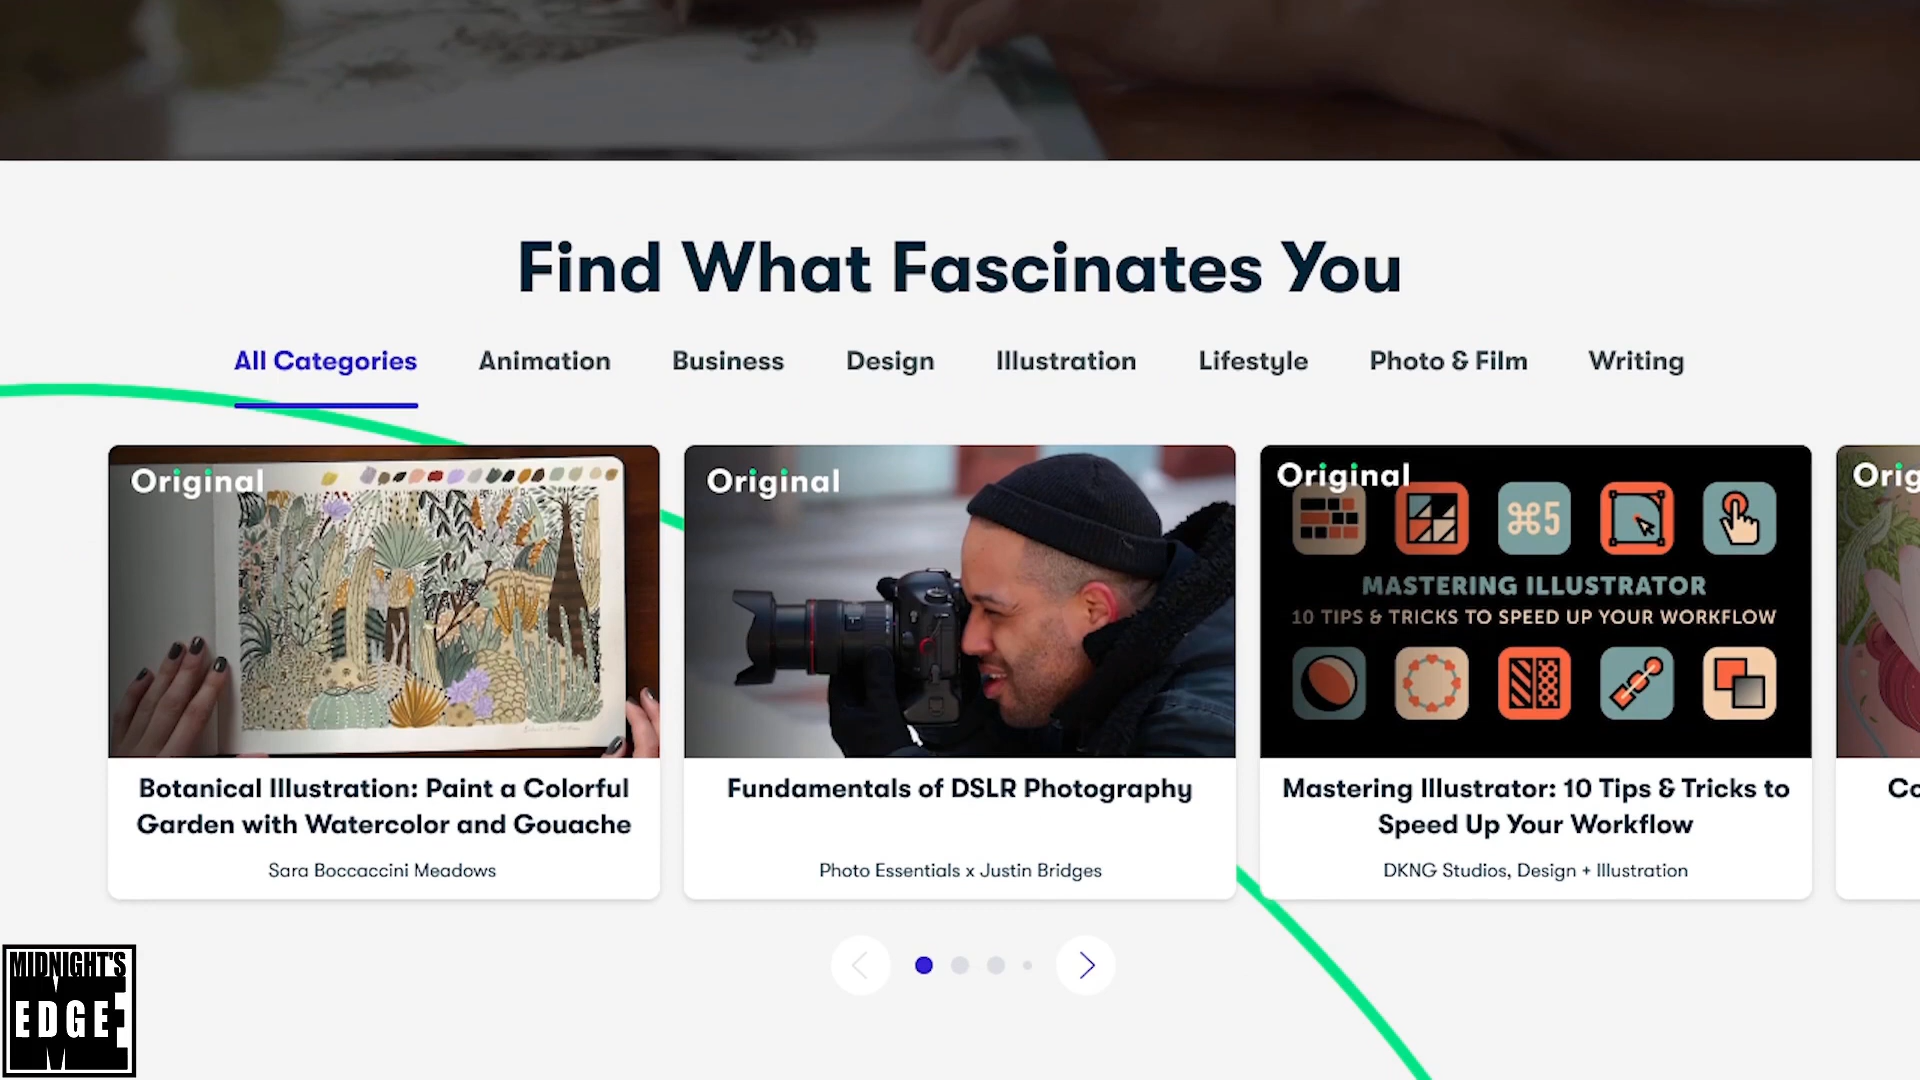 Find What Fascinates You
All Categories Animation Business Design Illustration Lifestyle Photo & Film Writing
Original
Original
Original
⌘5
MASTERING ILLUSTRATOR
10 TIPS & TRICKS TO SPEED UP YOUR WORKFLOW
Botanical Illustration: Paint a Colorful
Garden with Watercolor and Gouache
Sara Boccaccini Meadows
Fundamentals of DSLR Photography
Photo Essentials x Justin Bridges
Mastering Illustrator: 10 Tips & Tricks to
Speed Up Your Workflow
DKNG Studios, Design + Illustration
MIDNIGHT'S
EDGE